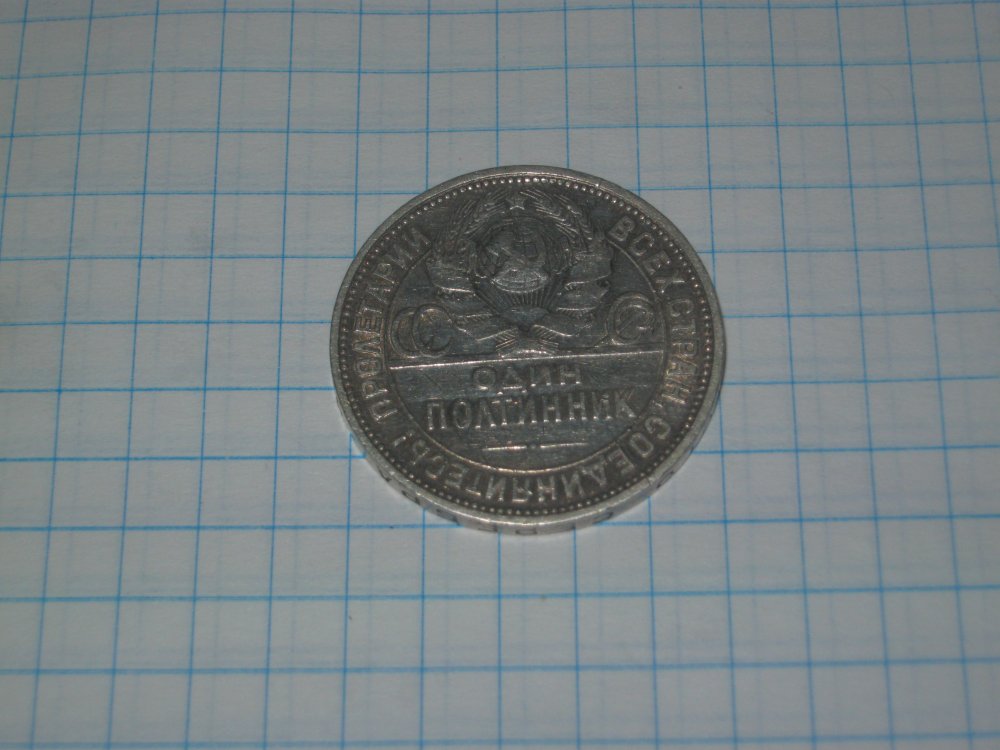 ПРОЛЕТАРИИ ВСЕХ СТРАН, СОЕДИНЯЙТЕСЬ!
ОДИН
ПОЛТИННИК